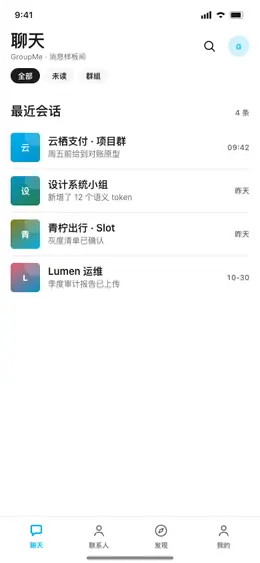 9:41
聊天
GroupMe · 消息样板间
G
全部 未读 群组
最近会话 4 条
云 云栖支付 · 项目群 09:42
周五前给到对账原型
设 设计系统小组 昨天
新增了 12 个语义 token
青 青柠出行 · Slot 昨天
灰度清单已确认
L Lumen 运维 10-30
季度审计报告已上传
聊天 联系人 发现 我的